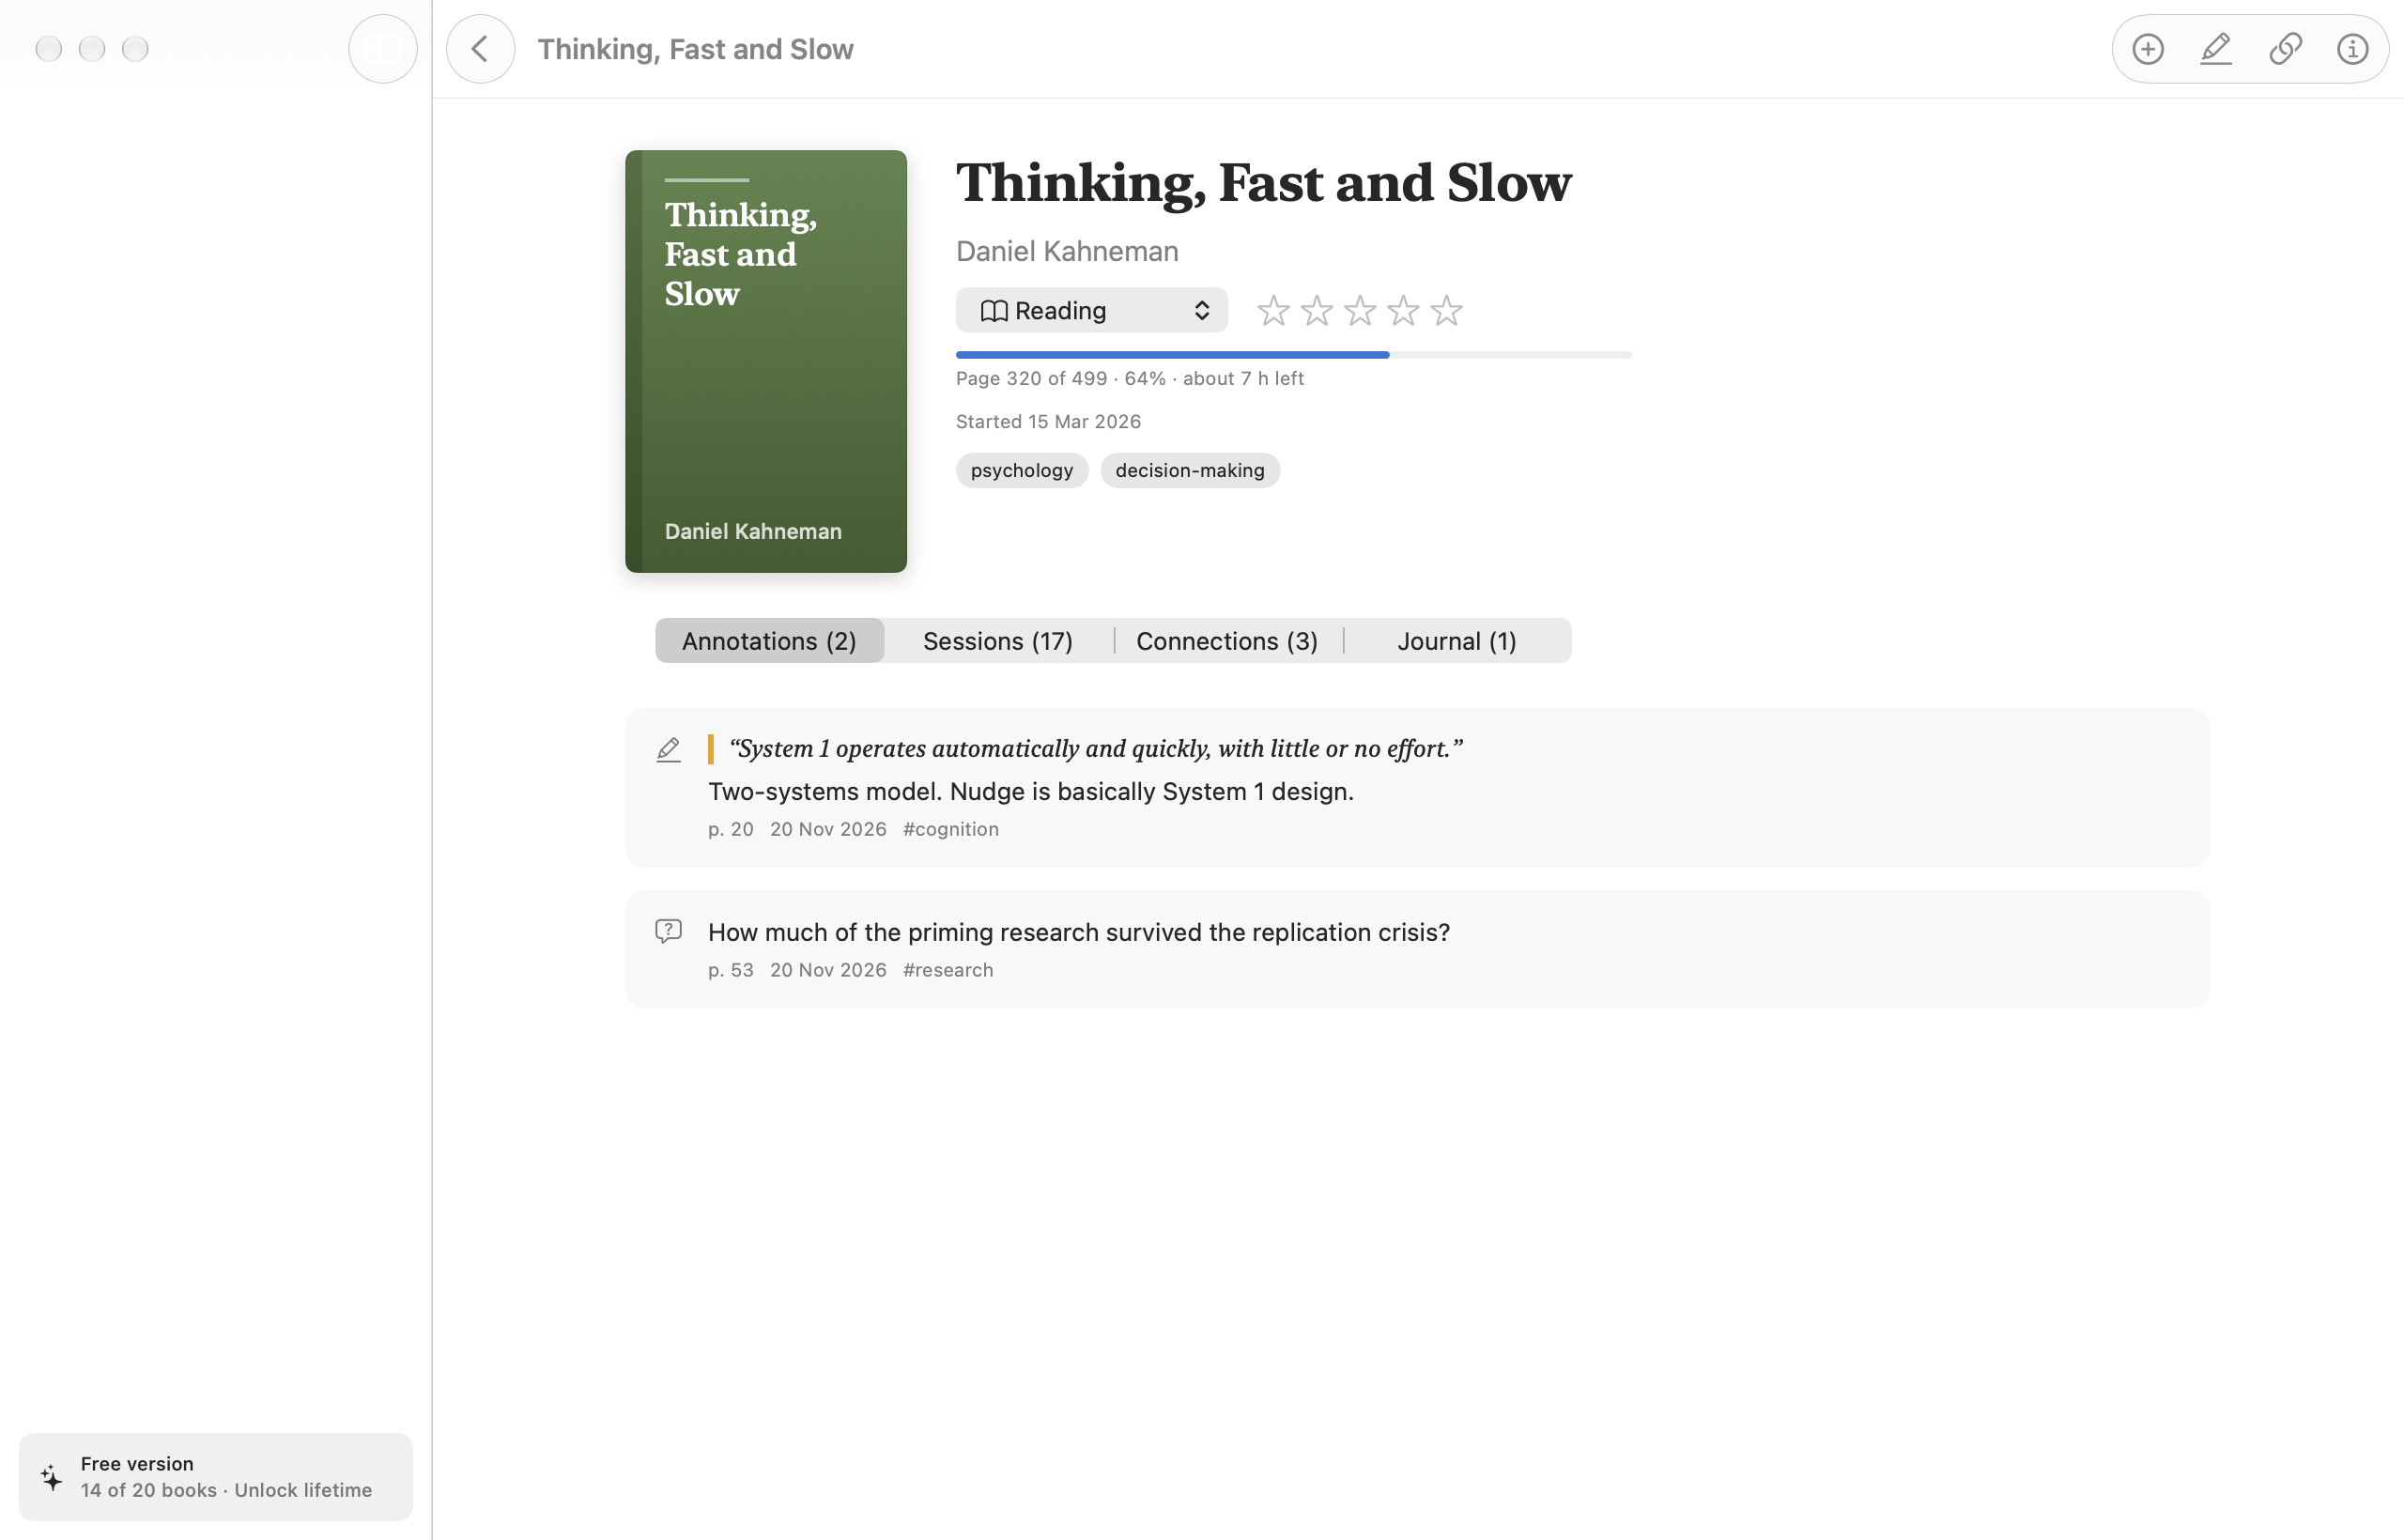 Thinking, Fast and Slow
Thinking,
Fast and
Slow
Daniel Kahneman
Thinking, Fast and Slow
Daniel Kahneman
Reading
Page 320 of 499 · 64% · about 7 h left
Started 15 Mar 2026
psychology decision-making
Annotations (2) Sessions (17) Connections (3) Journal (1)
“System 1 operates automatically and quickly, with little or no effort.”
Two-systems model. Nudge is basically System 1 design.
p. 20 20 Nov 2026 #cognition
How much of the priming research survived the replication crisis?
p. 53 20 Nov 2026 #research
Free version
14 of 20 books · Unlock lifetime